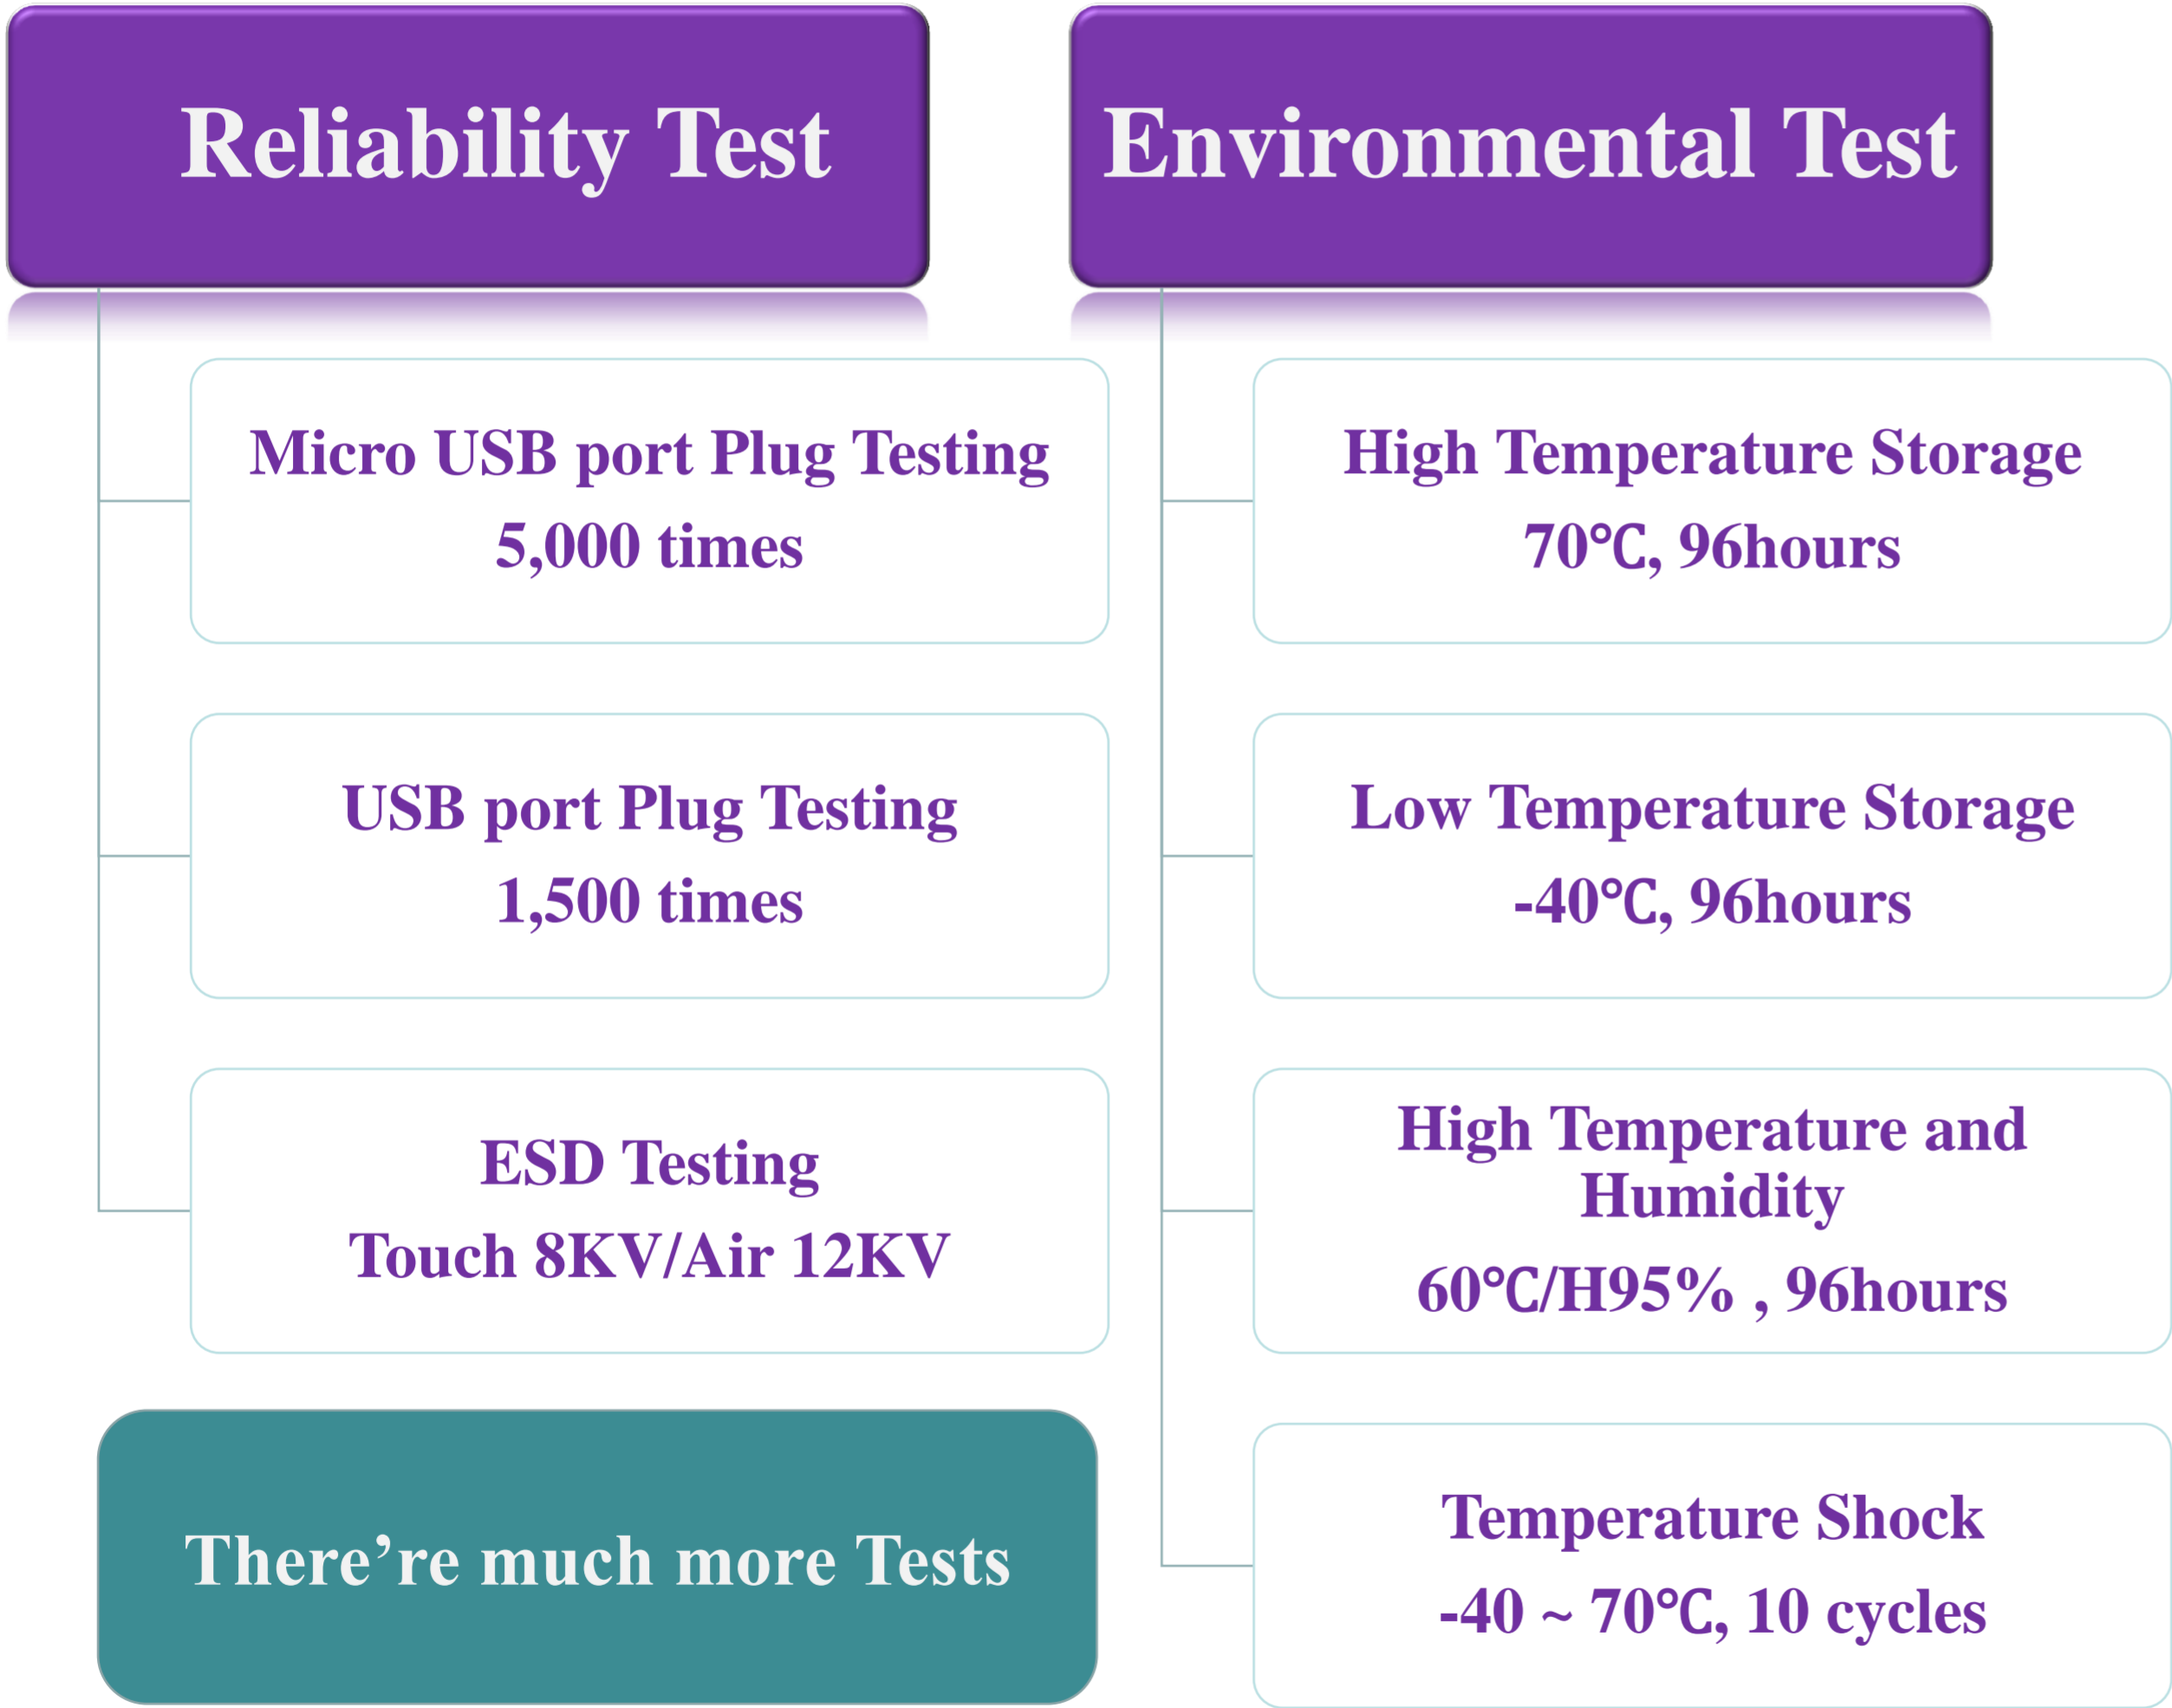 Reliability Test
Micro USB port Plug Testing
5,000 times
USB port Plug Testing
1,500 times
ESD Testing
Touch 8KV/Air 12KV
There’re much more Tests
Environmental Test
High Temperature Storage
70℃, 96hours
Low Temperature Storage
-40℃, 96hours
High Temperature and
Humidity
60℃/H95% , 96hours
Temperature Shock
-40 ~ 70℃, 10 cycles